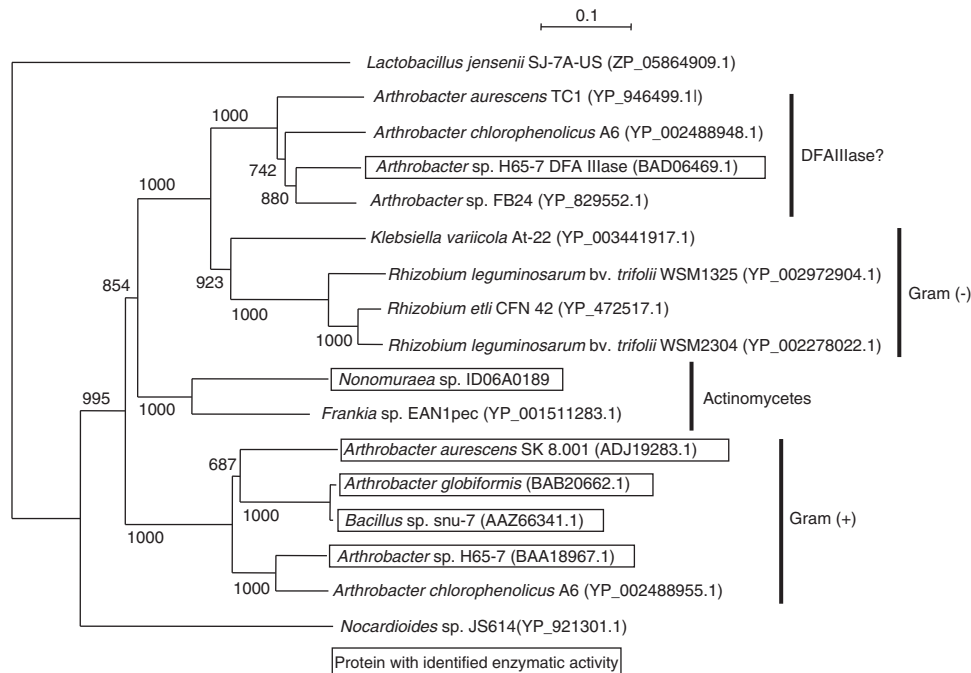 0.1
Lactobacillus jensenii SJ-7A-US (ZP_05864909.1)
Arthrobacter aurescens TC1 (YP_946499.1l)
1000
Arthrobacter chlorophenolicus A6 (YP_002488948.1)
DFAIIIase?
742
Arthrobacter sp. H65-7 DFA IIIase (BAD06469.1)
1000
880
Arthrobacter sp. FB24 (YP_829552.1)
Klebsiella variicola At-22 (YP_003441917.1)
923
Rhizobium leguminosarum bv. trifolii WSM1325 (YP_002972904.1)
854
Gram (-)
1000
Rhizobium etli CFN 42 (YP_472517.1)
1000
Rhizobium leguminosarum bv. trifolii WSM2304 (YP_002278022.1)
Nonomuraea sp. ID06A0189
995
Actinomycetes
1000
Frankia sp. EAN1pec (YP_001511283.1)
Arthrobacter aurescens SK 8.001 (ADJ19283.1)
687
Arthrobacter globiformis (BAB20662.1)
1000
Bacillus sp. snu-7 (AAZ66341.1)
Gram (+)
1000
Arthrobacter sp. H65-7 (BAA18967.1)
1000
Arthrobacter chlorophenolicus A6 (YP_002488955.1)
Nocardioides sp. JS614(YP_921301.1)
Protein with identified enzymatic activity